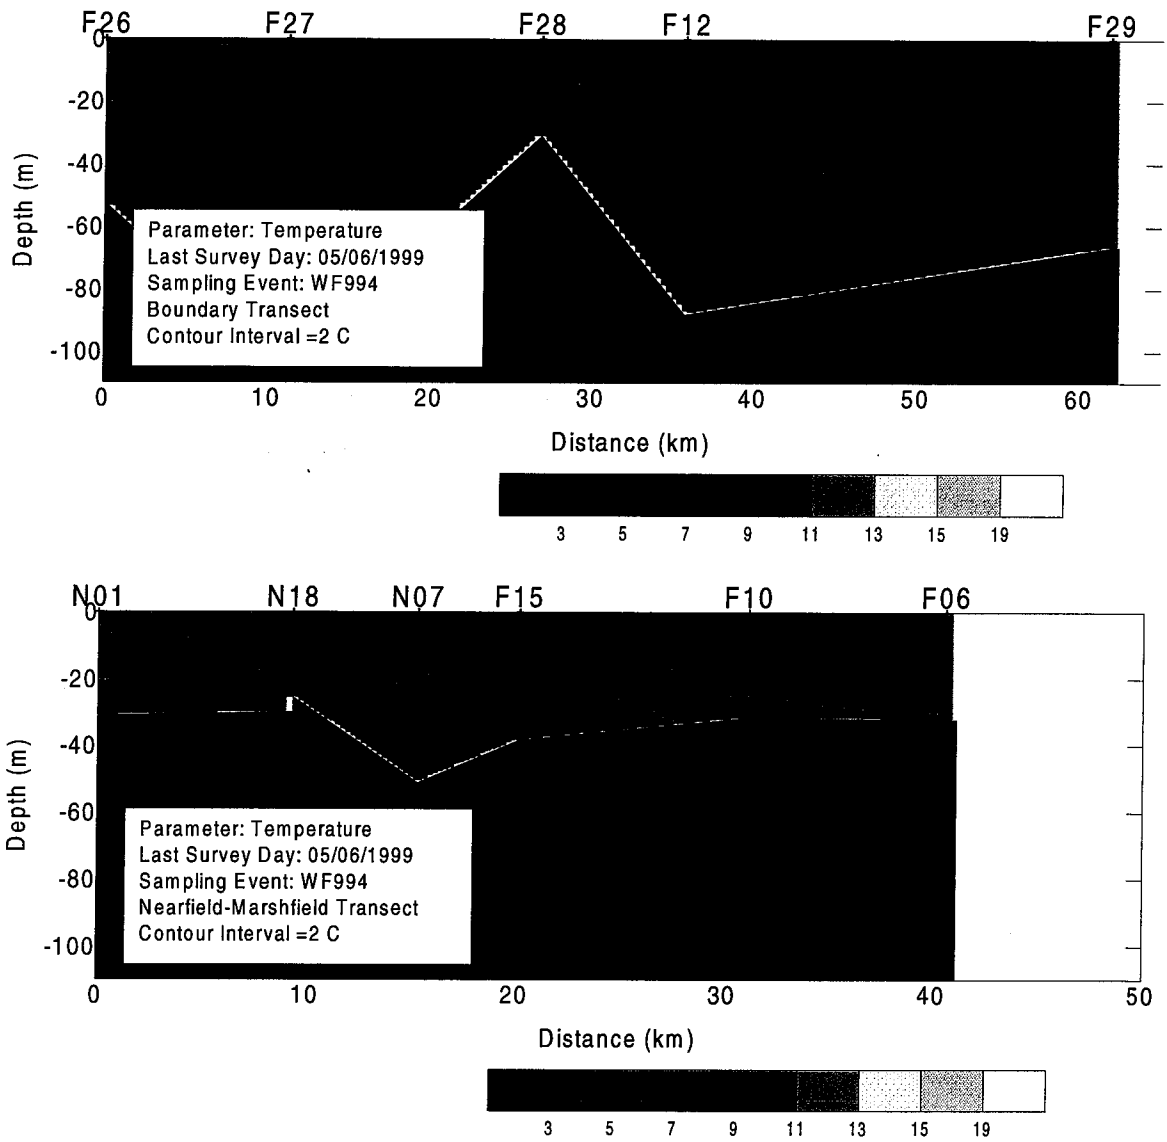 F26 F27 F28 F12 F29
0
-20
-40
-60
-80
-100
Depth (m)
Parameter: Temperature
Last Survey Day: 05/06/1999
Sampling Event: WF994
Boundary Transect
Contour Interval =2 C
0 10 20 30 40 50 60
Distance (km)
3 5 7 9 11 13 15 19
N01 N18 N07 F15 F10 F06
0
-20
-40
-60
-80
-100
Depth (m)
Parameter: Temperature
Last Survey Day: 05/06/1999
Sampling Event: WF994
Nearfield-Marshfield Transect
Contour Interval =2 C
0 10 20 30 40 50
Distance (km)
3 5 7 9 11 13 15 19